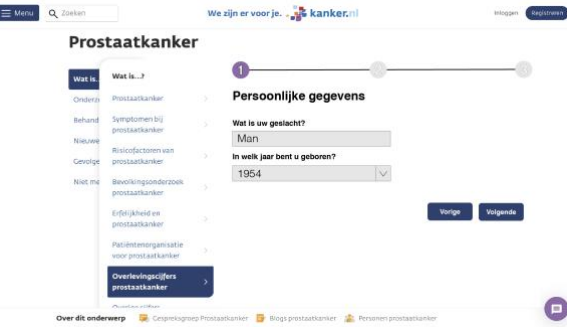 Menu
Zoeken
We zijn er voor je.
kanker.nl
Inloggen
Registreren
Prostaatkanker
Wat is..
Onderzo
Behand
Nieuwe
Gevolge
Niet me
Wat is...?
Prostaatkanker
Symptomen bij
prostaatkanker
Risicofactoren van
prostaatkanker
Bevolkingsonderzoek
prostaatkanker
Erfelijkheid en
prostaatkanker
Patiëntenorganisatie
voor prostaatkanker
Overlevingscijfers
prostaatkanker
1
Persoonlijke gegevens
Wat is uw geslacht?
Man
In welk jaar bent u geboren?
1954
Vorige
Volgende
Over dit onderwerp
Gespreksgroep Prostaatkanker
Blogs prostaatkanker
Personen prostaatkanker